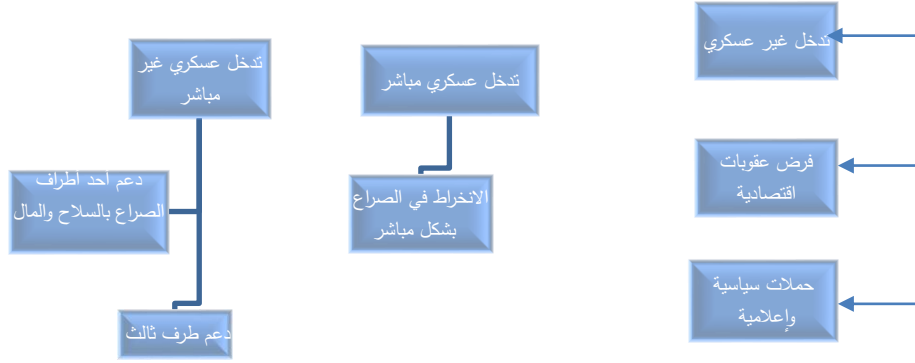 تدخل غير عسكري
فرض عقوبات
اقتصادية
حملات سياسية
وإعلامية
تدخل عسكري مباشر
الانخراط في الصراع
بشكل مباشر
تدخل عسكري غير
مباشر
دعم احد اطراف
الصراع بالسلاح والمال
دعم طرف ثالث